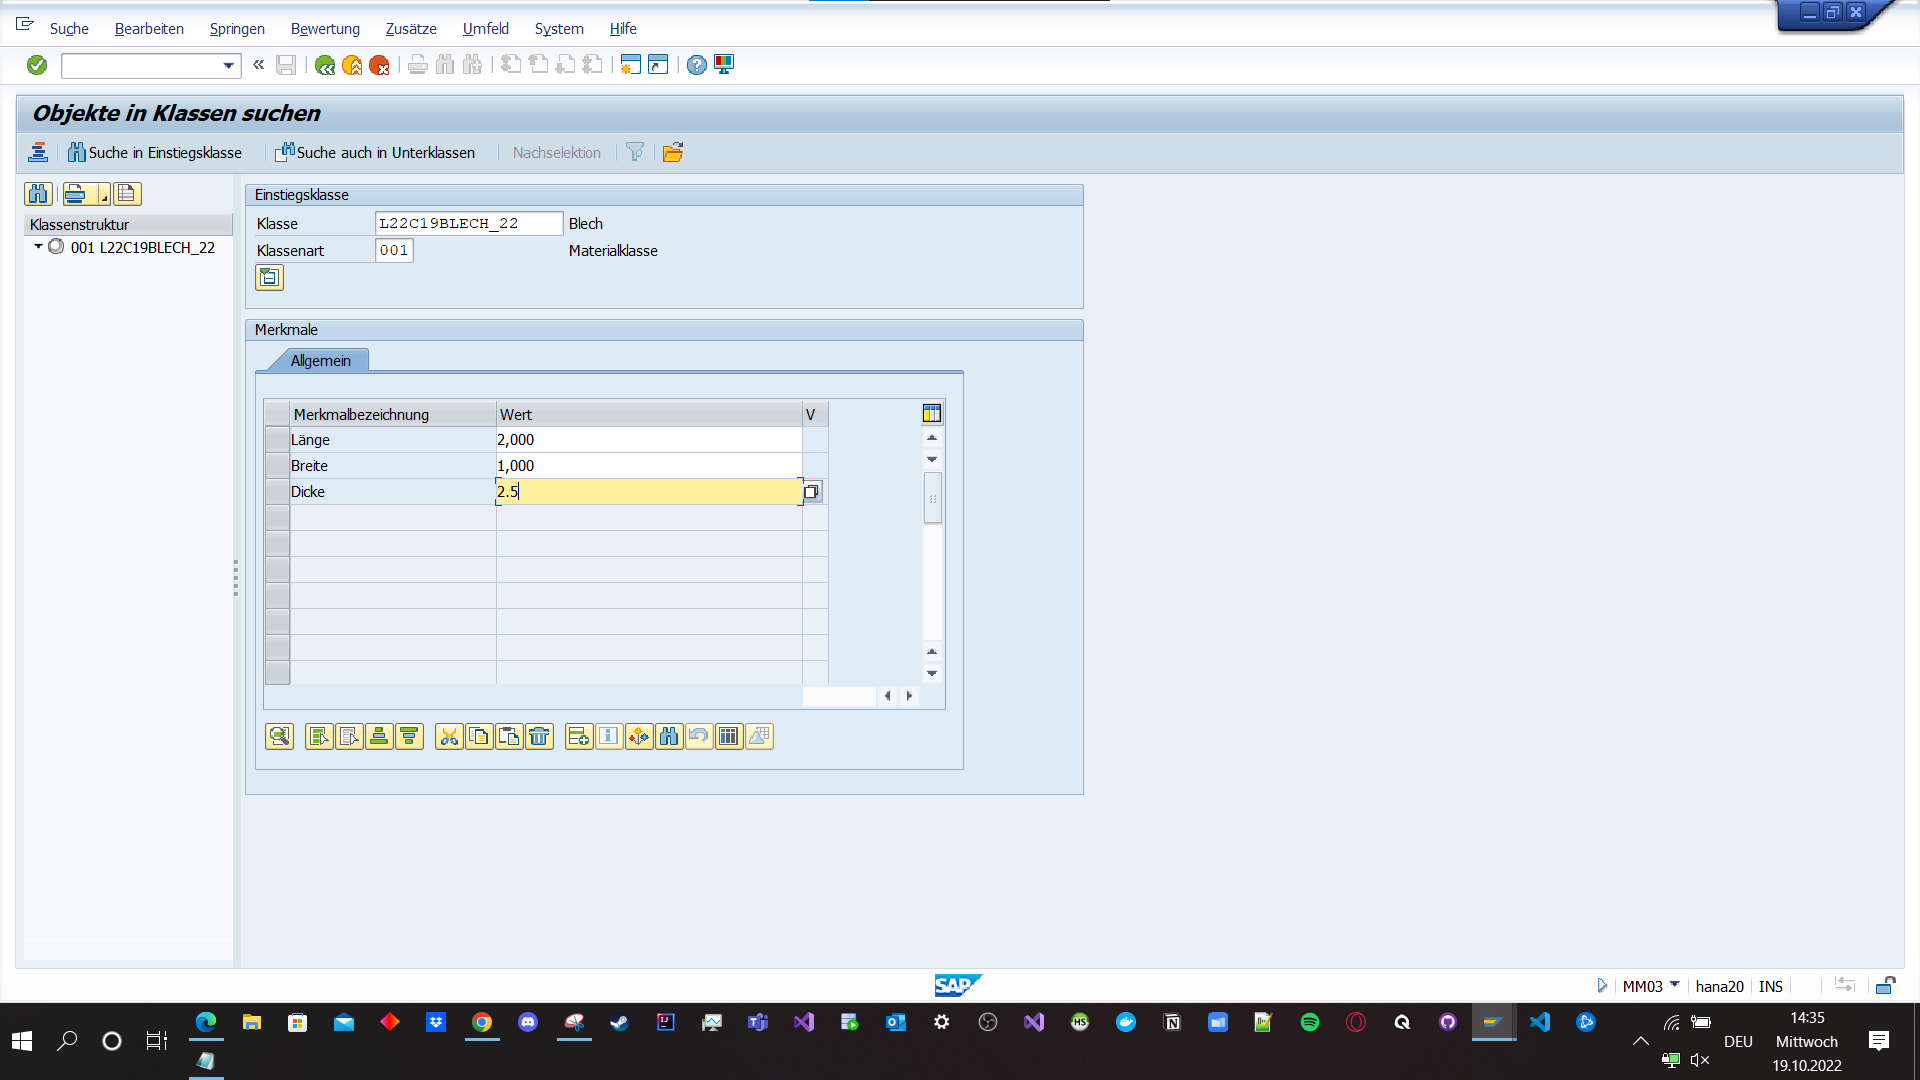 Suche Bearbeiten Springen Bewertung Zusätze Umfeld System Hilfe
Objekte in Klassen suchen
Suche in Einstiegsklasse Suche auch in Unterklassen Nachselektion
Klassenstruktur
001 L22C19BLECH_22
Einstiegsklasse
Klasse L22C19BLECH_22 Blech
Klassenart 001 Materialklasse
Merkmale
Allgemein
Merkmalbezeichnung Wert V
Länge 2,000
Breite 1,000
Dicke 2.5
SAP
MM03 hana20 INS
DEU
14:35
Mittwoch
19.10.2022